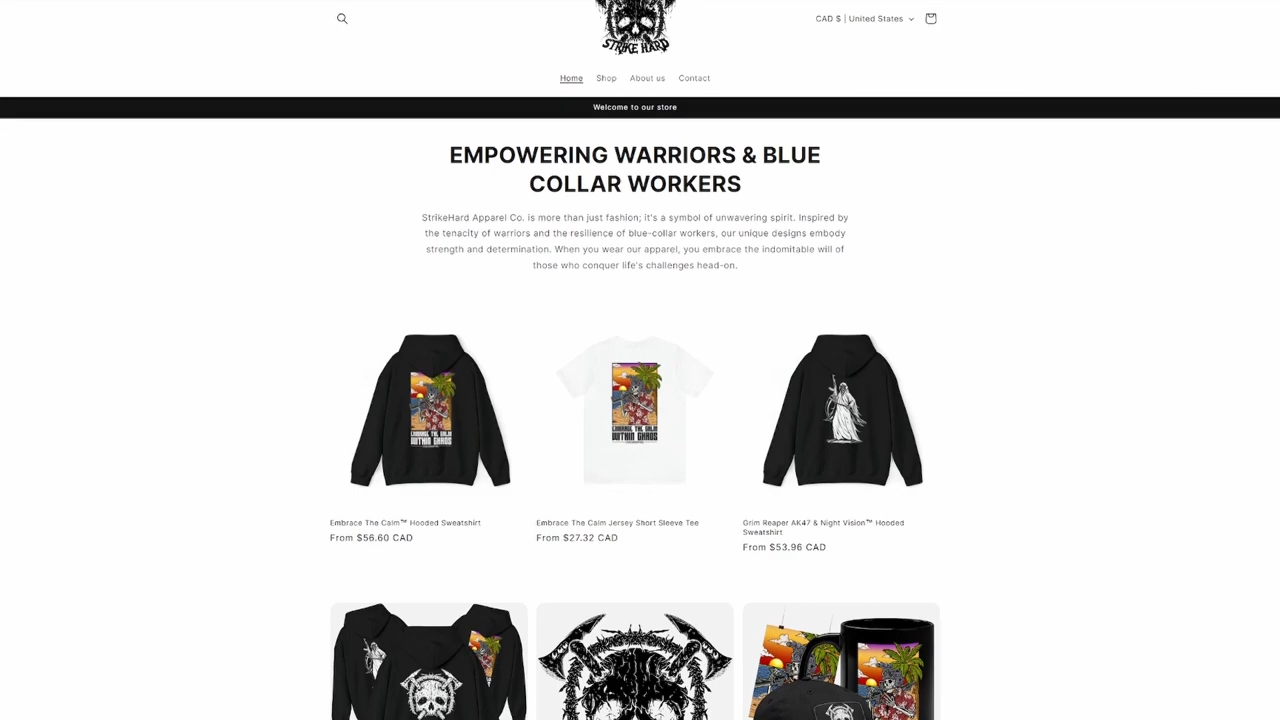 STRIKE HARD
CAD $ | United States
Home Shop About us Contact
Welcome to our store
EMPOWERING WARRIORS & BLUE
COLLAR WORKERS
StrikeHard Apparel Co. is more than just fashion; it's a symbol of unwavering spirit. Inspired by
the tenacity of warriors and the resilience of blue-collar workers, our unique designs embody
strength and determination. When you wear our apparel, you embrace the indomitable will of
those who conquer life's challenges head-on.
EMBRACE THE CALM
WITHIN CHAOS
EMBRACE THE CALM
WITHIN CHAOS
Embrace The Calm™ Hooded Sweatshirt
From $56.60 CAD
Embrace The Calm Jersey Short Sleeve Tee
From $27.32 CAD
Grim Reaper AK47 & Night Vision™ Hooded
Sweatshirt
From $53.96 CAD